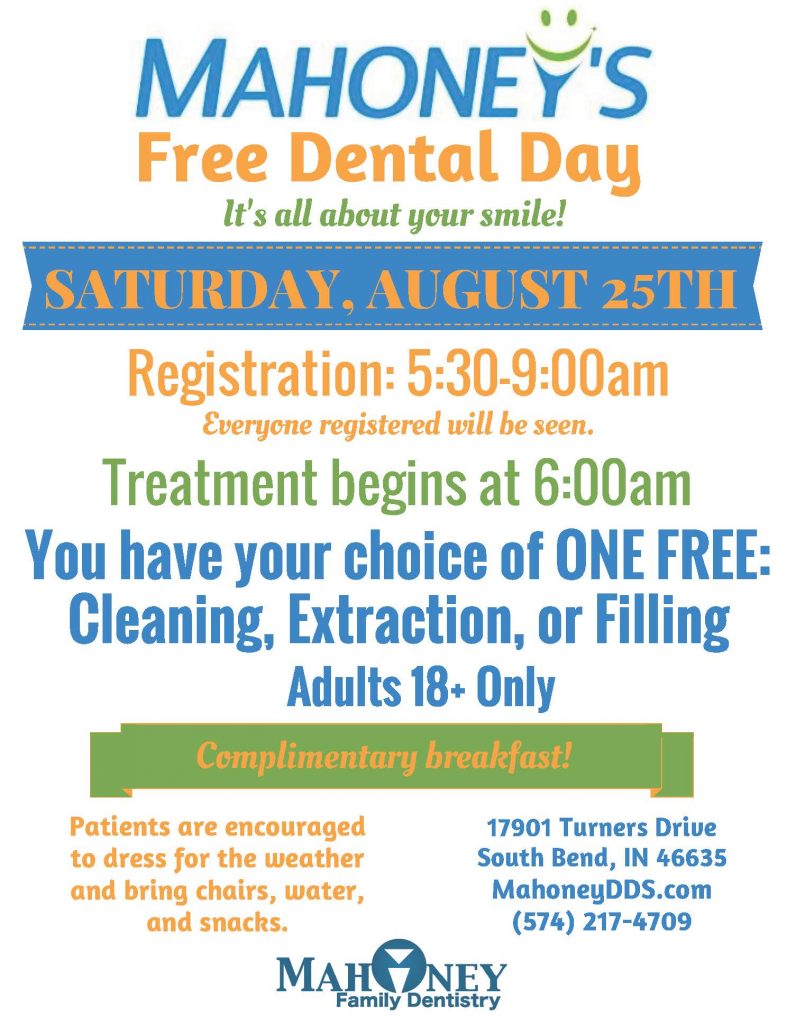 MAHONEY'S
Free Dental Day
It's all about your smile!
SATURDAY, AUGUST 25TH
Registration: 5:30-9:00am
Everyone registered will be seen.
Treatment begins at 6:00am
You have your choice of ONE FREE:
Cleaning, Extraction, or Filling
Adults 18+ Only
Complimentary breakfast!
Patients are encouraged
to dress for the weather
and bring chairs, water,
and snacks.
17901 Turners Drive
South Bend, IN 46635
MahoneyDDS.com
(574) 217-4709
MAHONEY
Family Dentistry